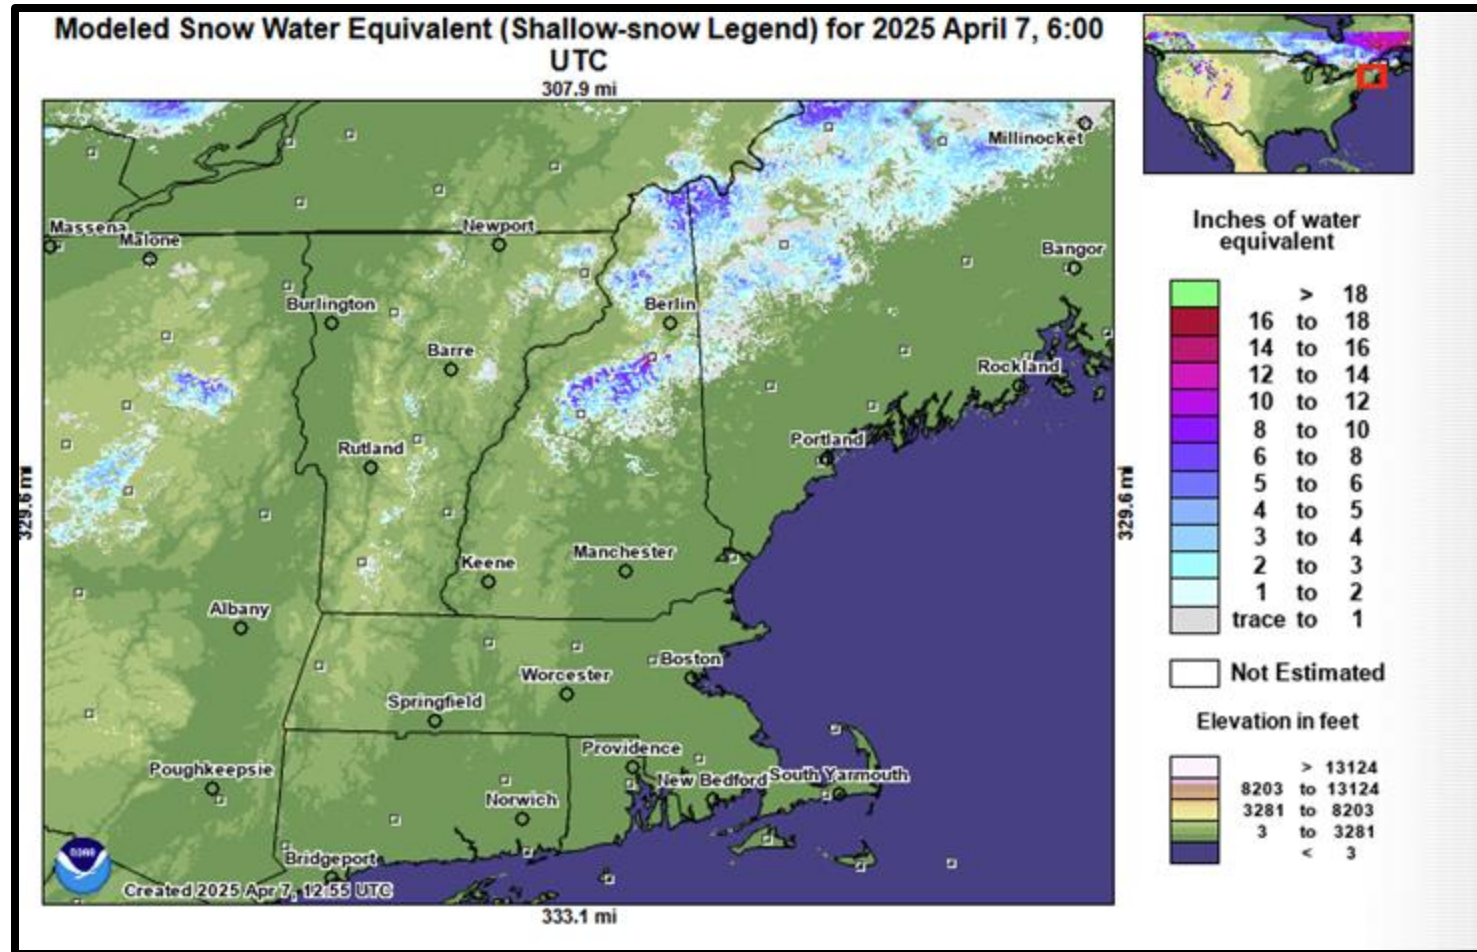 Modeled Snow Water Equivalent (Shallow-snow Legend) for 2025 April 7, 6:00
UTC
307.9 mi
Millinocket
Massena
Malone
Newport
Bangor
Burlington
Berlin
Barre
Rockland
Portland
Rutland
329.6 mi
329.6 mi
Keene
Manchester
Albany
Boston
Worcester
Springfield
Providence
Poughkeepsie
New Bedford
South Yarmouth
Norwich
Bridgeport
Created 2025 Apr 7, 12:55 UTC
333.1 mi
Inches of water
equivalent
> 18
16 to 18
14 to 16
12 to 14
10 to 12
8 to 10
6 to 8
5 to 6
4 to 5
3 to 4
2 to 3
1 to 2
trace to 1
Not Estimated
Elevation in feet
> 13124
8203 to 13124
3281 to 8203
3 to 3281
< 3
NOAA